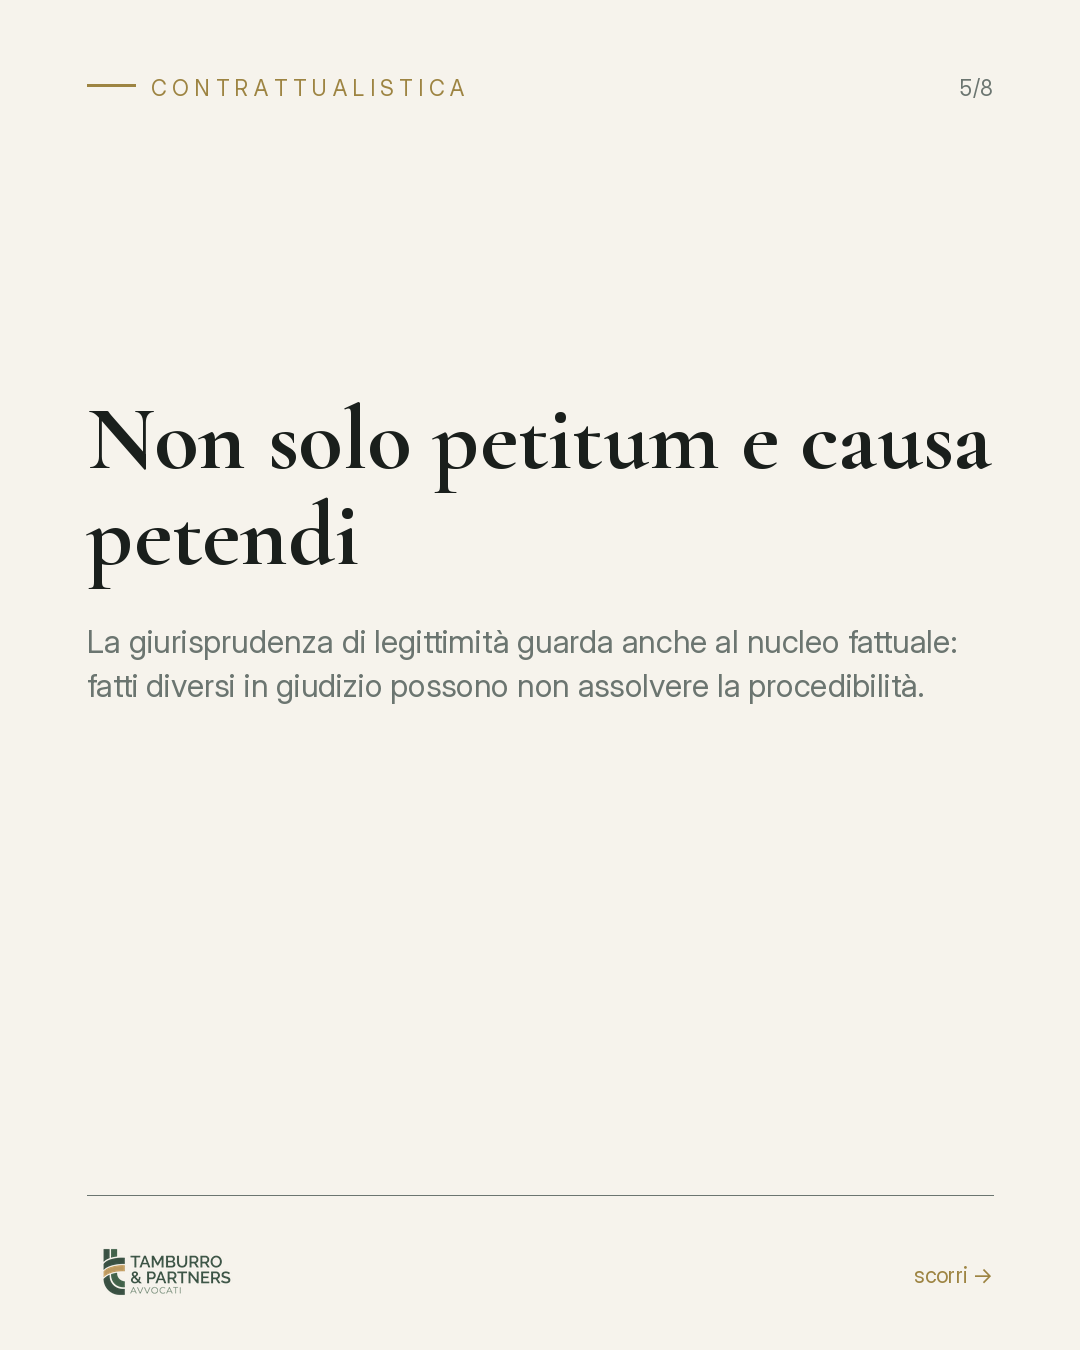 CONTRATTUALISTICA
5/8
Non solo petitum e causa
petendi
La giurisprudenza di legittimità guarda anche al nucleo fattuale:
fatti diversi in giudizio possono non assolvere la procedibilità.
TAMBURRO
& PARTNERS
AVVOCATI
scorri →